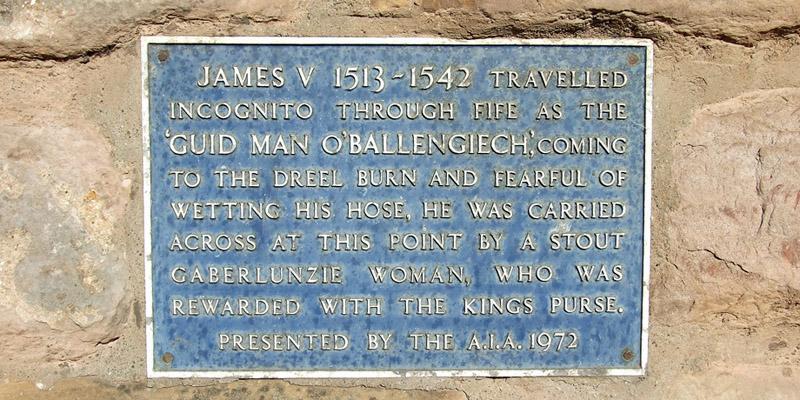 JAMES V 1513-1542 TRAVELLED
INCOGNITO THROUGH FIFE AS THE
'GUID MAN O'BALLENGIECH', COMING
TO THE DREEL BURN AND FEARFUL OF
WETTING HIS HOSE, HE WAS CARRIED
ACROSS AT THIS POINT BY A STOUT
GABERLUNZIE WOMAN, WHO WAS
REWARDED WITH THE KINGS PURSE.
PRESENTED BY THE A.I.A. 1972